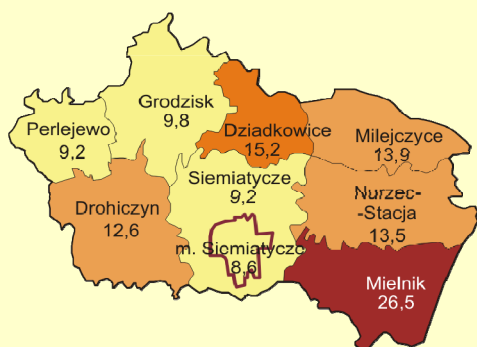 Grodzisk
9,8
Perlejewo
9,2
Dziadkowice
15,2
Milejczyce
13,9
Siemiatycze
9,2
Drohiczyn
12,6
Nurzec-
-Stacja
13,5
m. Siemiatycze
8,6
Mielnik
26,5